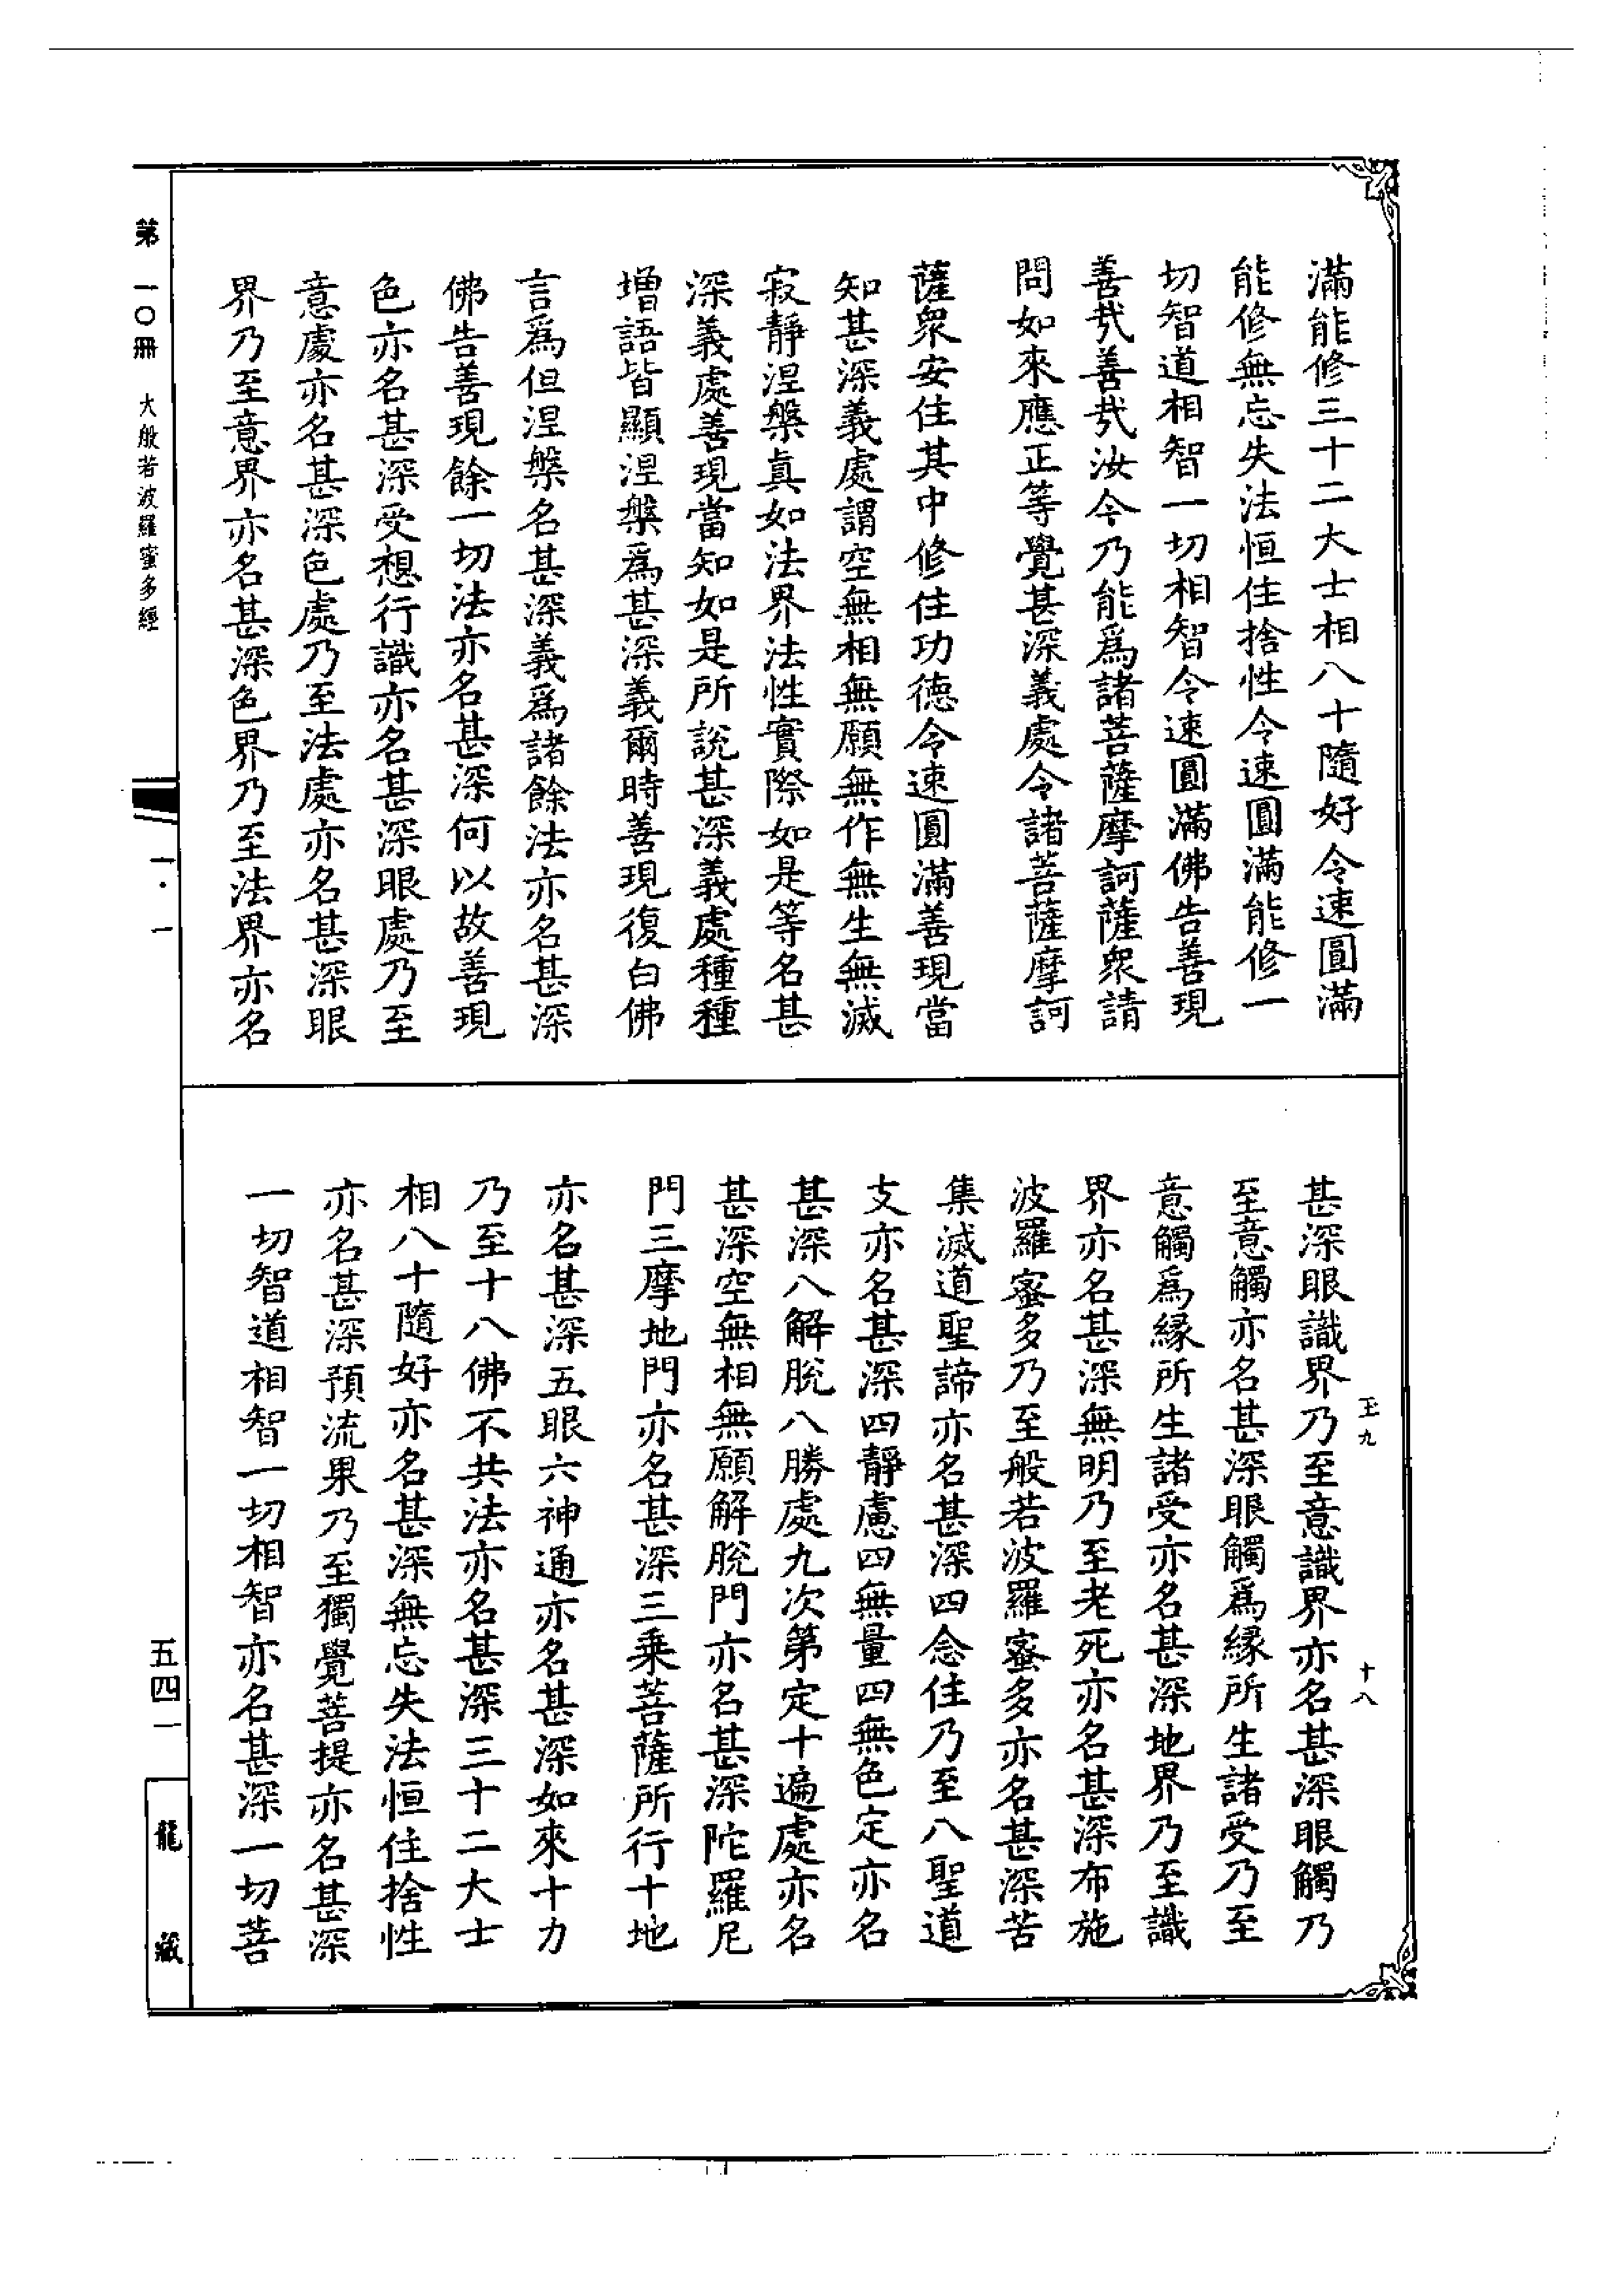 滿能修三十二大士相八十隨好令速圓滿
能修無忘失法恒住捨性令速圓滿能修一
切智道相智一切相智令速圓滿佛告善現
善哉善哉汝今乃能爲諸菩薩摩訶薩衆請
問如來應正等覺甚深義處令諸菩薩摩訶
薩衆安住其中修住功德令速圓滿善現當
知甚深義處謂空無相無願無作無生無滅
寂靜涅槃真如法界法性實際如是等名甚
深義處善現當知如是所說甚深義處種種
增語皆顯涅槃爲甚深義爾時善現復白佛
言爲但涅槃名甚深義爲諸餘法亦名甚深
佛告善現餘一切法亦名甚深何以故善現
色亦名甚深受想行識亦名甚深眼處乃至
意處亦名甚深色處乃至法處亦名甚深眼
界乃至意界亦名甚深色界乃至法界亦名
甚深眼識界乃至意識界亦名甚深眼觸乃
至意觸亦名甚深眼觸爲緣所生諸受乃至
意觸爲緣所生諸受亦名甚深地界乃至識
界亦名甚深無明乃至老死亦名甚深布施
波羅蜜多乃至般若波羅蜜多亦名甚深苦
集滅道聖諦亦名甚深四念住乃至八聖道
支亦名甚深四靜慮四無量四無色定亦名
甚深八解脫八勝處九次第定十遍處亦名
甚深空無相無願解脫門亦名甚深陀羅尼
門三摩地門亦名甚深三乘菩薩所行十地
亦名甚深五眼六神通亦名甚深如來十力
乃至十八佛不共法亦名甚深三十二大士
相八十隨好亦名甚深無忘失法恒住捨性
亦名甚深預流果乃至獨覺菩提亦名甚深
一切智道相智一切相智亦名甚深一切菩
玉九
十八
第一〇冊 大般若波羅蜜多經
一·一
五四一
龍藏